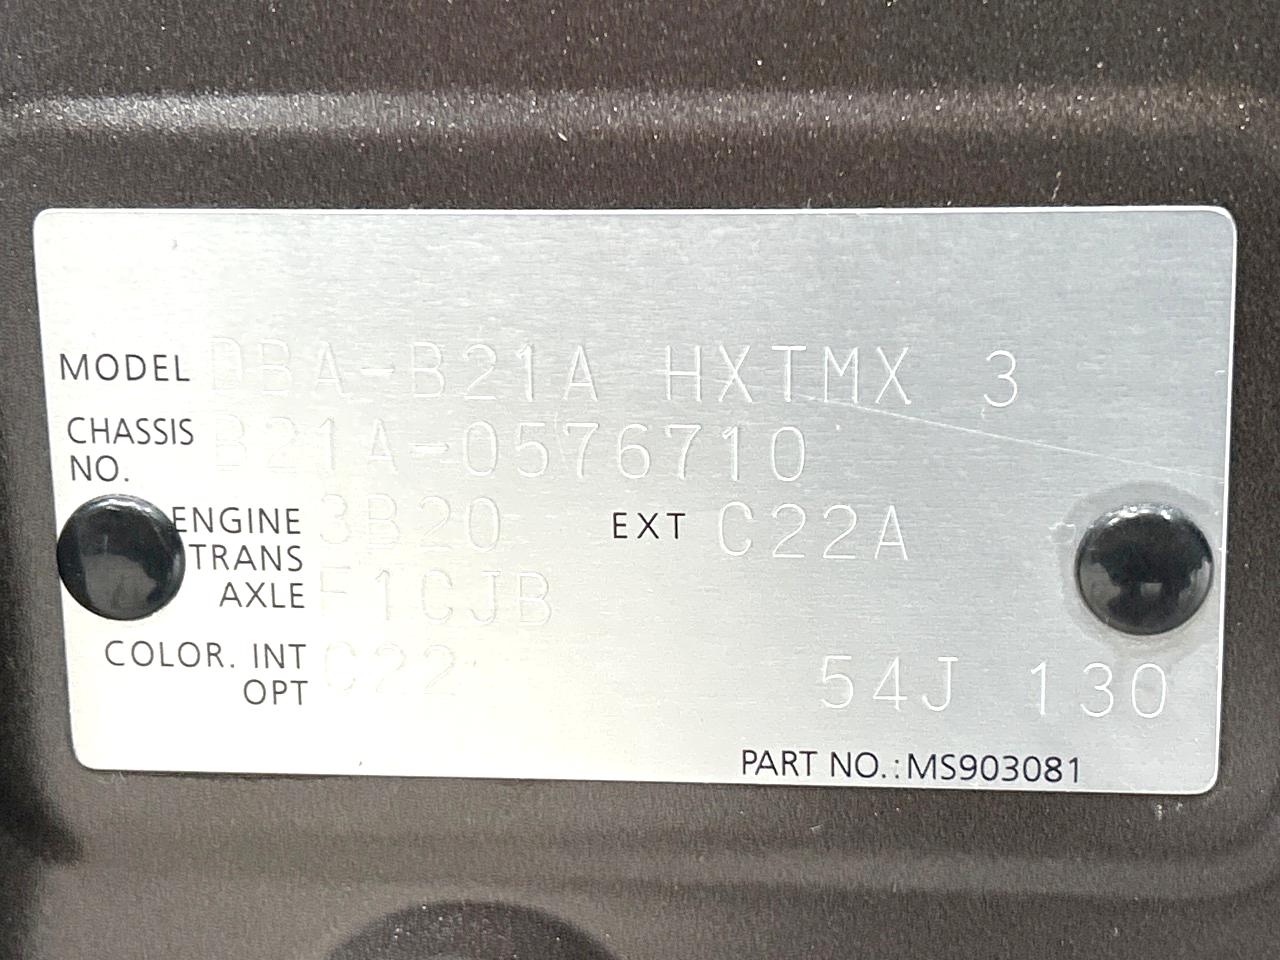 MODEL DBA-B21A HXTMX 3
CHASSIS NO. B21A-0576710
ENGINE 3B20 EXT C22A
TRANS AXLE F1CJB
COLOR. INT C22
OPT 54J 130
PART NO.:MS903081